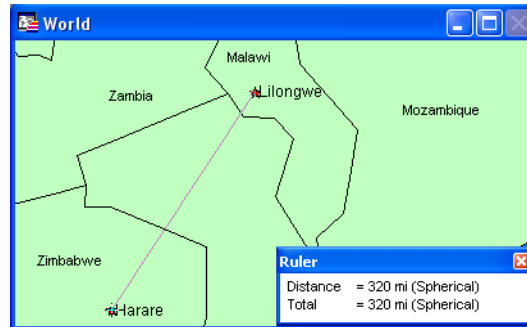 World
Malawi
Lilongwe
Zambia
Mozambique
Zimbabwe
Harare
Ruler
Distance = 320 mi (Spherical)
Total = 320 mi (Spherical)